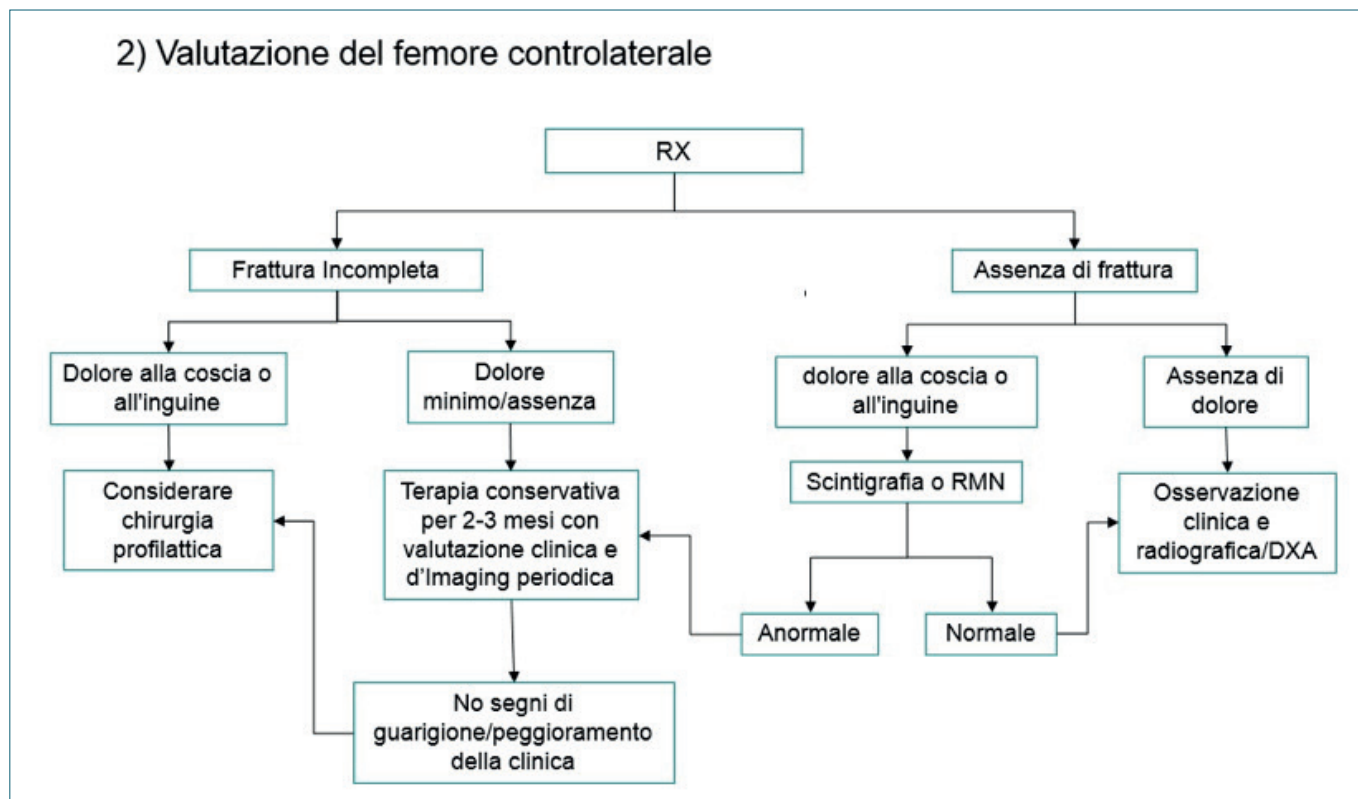 2) Valutazione del femore controlaterale
RX
Frattura Incompleta
Assenza di frattura
Dolore alla coscia o
all'inguine
Dolore
minimo/assenza
dolore alla coscia o
all'inguine
Assenza di
dolore
Considerare
chirurgia
profilattica
Terapia conservativa
per 2-3 mesi con
valutazione clinica e
d’Imaging periodica
Scintigrafia o RMN
Osservazione
clinica e
radiografica/DXA
Anormale
Normale
No segni di
guarigione/peggioramento
della clinica